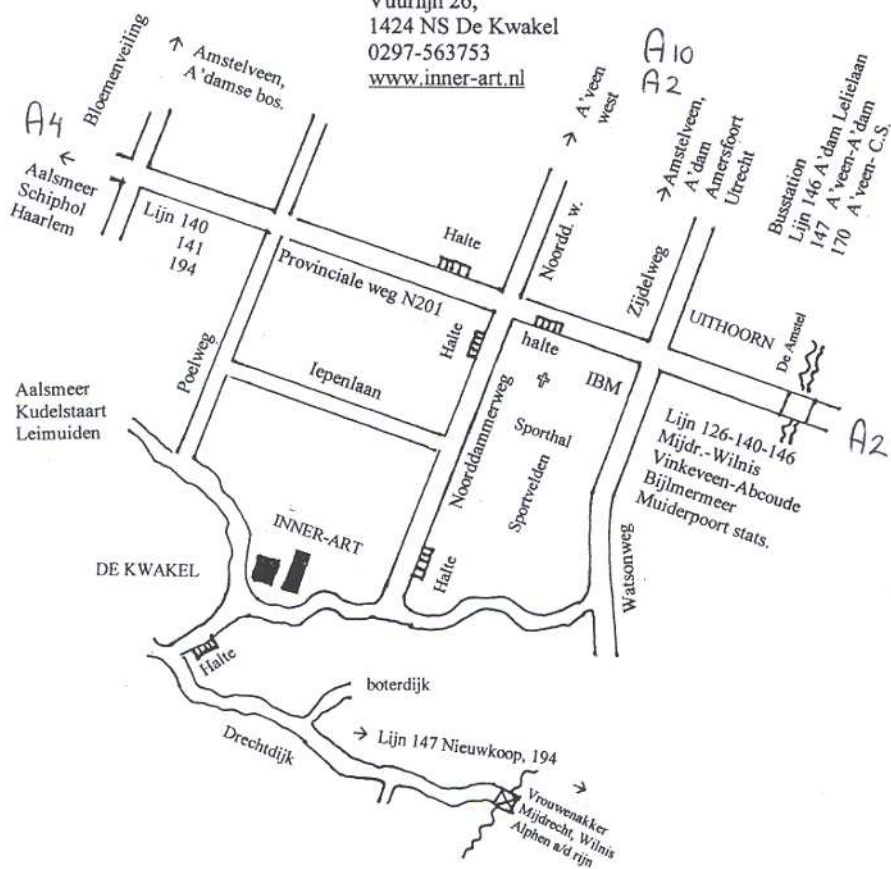 Vuurlijn 26,
1424 NS De Kwakel
0297-563753
www.inner-art.nl
A10
A2
Bloemenveiling
↑ Amstelveen,
A'damse bos.
→ A'veen
west
A4
←
Aalsmeer
Schiphol
Haarlem
→Amstelveen,
A'dam
Amersfoort
Utrecht
Busstation
Lijn 146 A'dam Lelielaan
147 A'veen-A'dam
170 A'veen- C.S.
Lijn 140
141
194
Halte
Noordd. w.
Zijdelweg
Provinciale weg N201
Halte
halte
UITHOORN
De Amstel
Poelweg
Iepenlaan
IBM
Aalsmeer
Kudelstaart
Leimuiden
Noorddammerweg
Sporthal
Sportvelden
Lijn 126-140-146
Mijdr.-Wilnis
Vinkeveen-Abcoude
Bijlmermeer
Muiderpoort stats.
A2
INNER-ART
DE KWAKEL
Halte
Watsonweg
Halte
boterdijk
Drechtdijk
→ Lijn 147 Nieuwkoop, 194
→
Vrouwenakker
Mijdrecht, Wilnis
Alphen a/d rijn